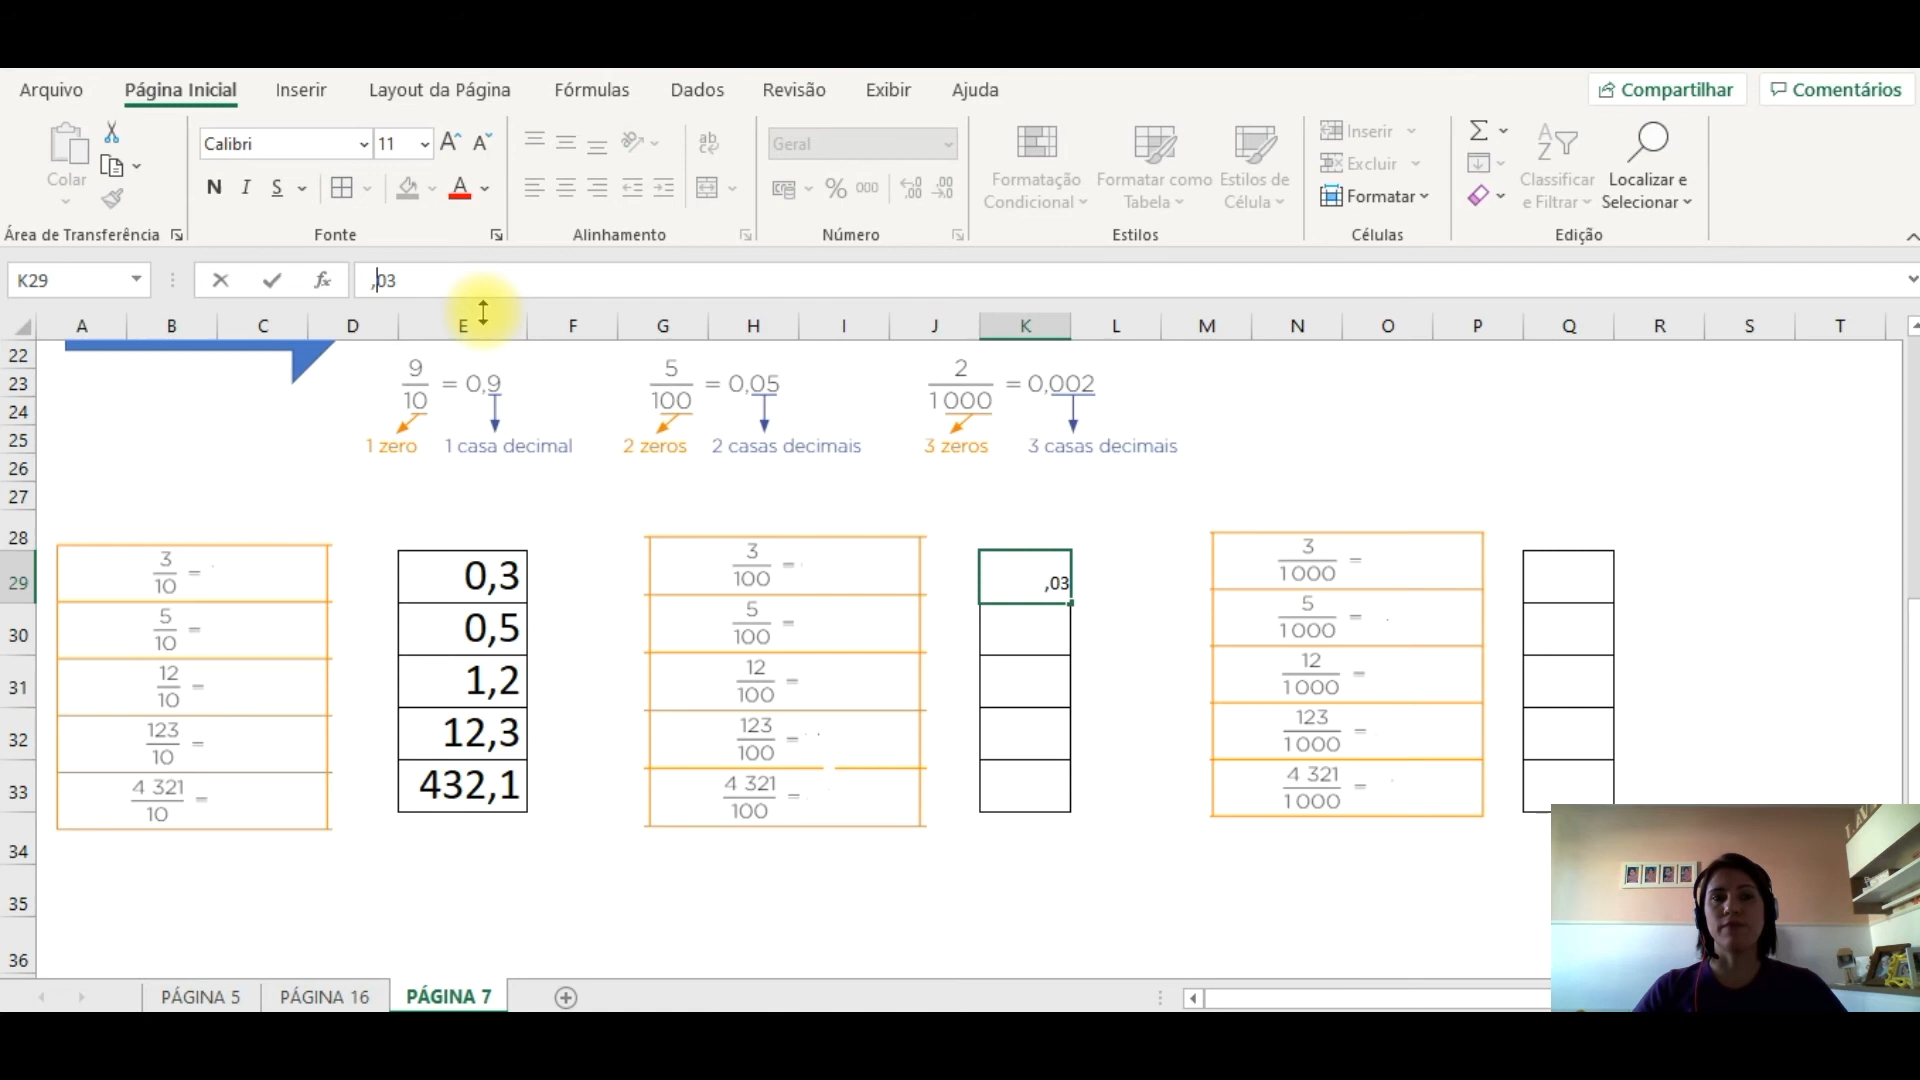 Arquivo Página Inicial Inserir Layout da Página Fórmulas Dados Revisão Exibir Ajuda Compartilhar Comentários
Colar
Calibri 11
N I S
ab
Geral
% 000
Formatação Condicional
Formatar como Tabela
Estilos de Célula
Inserir
Excluir
Formatar
Classificar e Filtrar
Localizar e Selecionar
Área de Transferência Fonte Alinhamento Número Estilos Células Edição
K29 fx ,03
A B C D E F G H I J K L M N O P Q R S T
22
23 9/10 = 0,9 5/100 = 0,05 2/1 000 = 0,002
24
25 1 zero 1 casa decimal 2 zeros 2 casas decimais 3 zeros 3 casas decimais
26
27
28
29 3/10 = 0,3 3/100 = ,03 3/1 000 =
30 5/10 = 0,5 5/100 = 5/1 000 =
31 12/10 = 1,2 12/100 = 12/1 000 =
32 123/10 = 12,3 123/100 = 123/1 000 =
33 4 321/10 = 432,1 4 321/100 = 4 321/1 000 =
34
35
36
PÁGINA 5 PÁGINA 16 PÁGINA 7